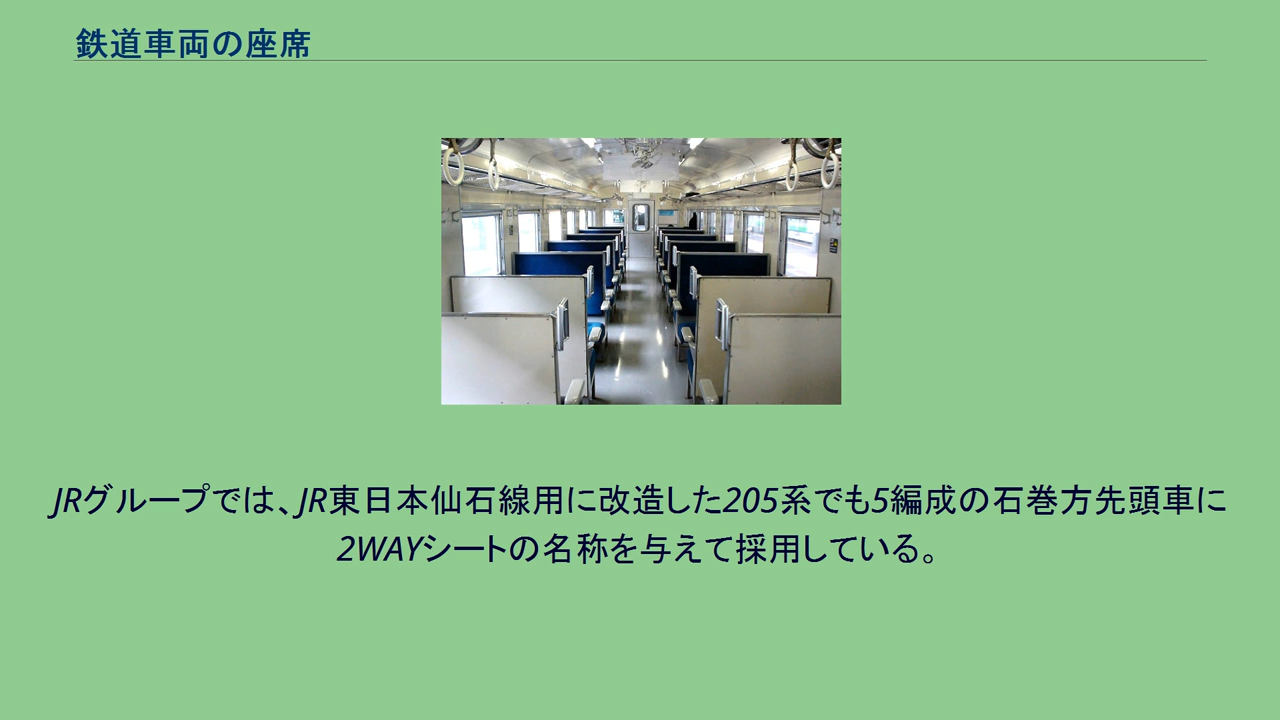 鉄道車両の座席
JRグループでは、JR東日本仙石線用に改造した205系でも5編成の石巻方先頭車に
2WAYシートの名称を与えて採用している。